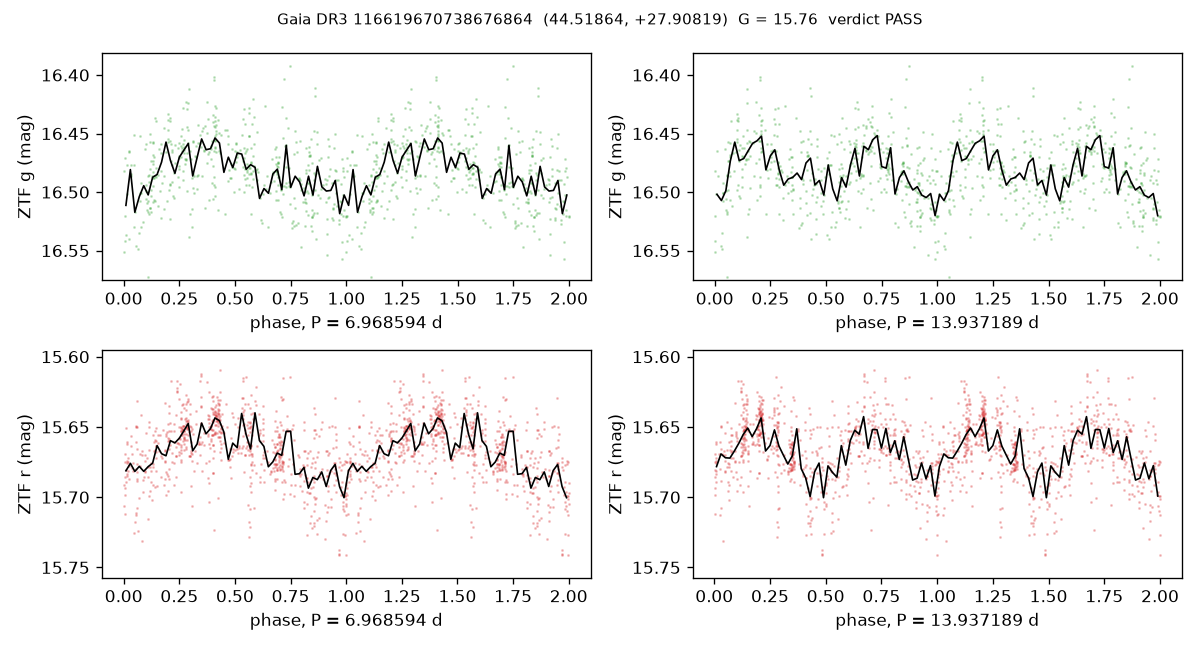 Gaia DR3 116619670738676864  (44.51864, +27.90819)  G = 15.76  verdict PASS
ZTF g (mag)
16.40
16.45
16.50
16.55
0.00 0.25 0.50 0.75 1.00 1.25 1.50 1.75 2.00
phase, P = 6.968594 d
ZTF g (mag)
16.40
16.45
16.50
16.55
0.00 0.25 0.50 0.75 1.00 1.25 1.50 1.75 2.00
phase, P = 13.937189 d
ZTF r (mag)
15.60
15.65
15.70
15.75
0.00 0.25 0.50 0.75 1.00 1.25 1.50 1.75 2.00
phase, P = 6.968594 d
ZTF r (mag)
15.60
15.65
15.70
15.75
0.00 0.25 0.50 0.75 1.00 1.25 1.50 1.75 2.00
phase, P = 13.937189 d